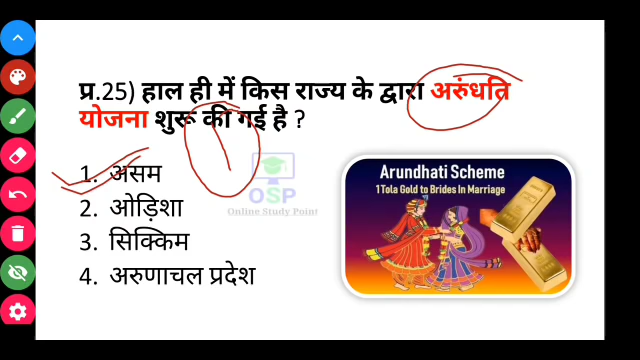 प्र.25) हाल ही में किस राज्य के द्वारा अरुंधति
योजना शुरू की गई है ?
1. असम
2. ओड़िशा
3. सिक्किम
4. अरुणाचल प्रदेश
OSP
Online Study Point
Arundhati Scheme
1 Tola Gold to Brides In Marriage